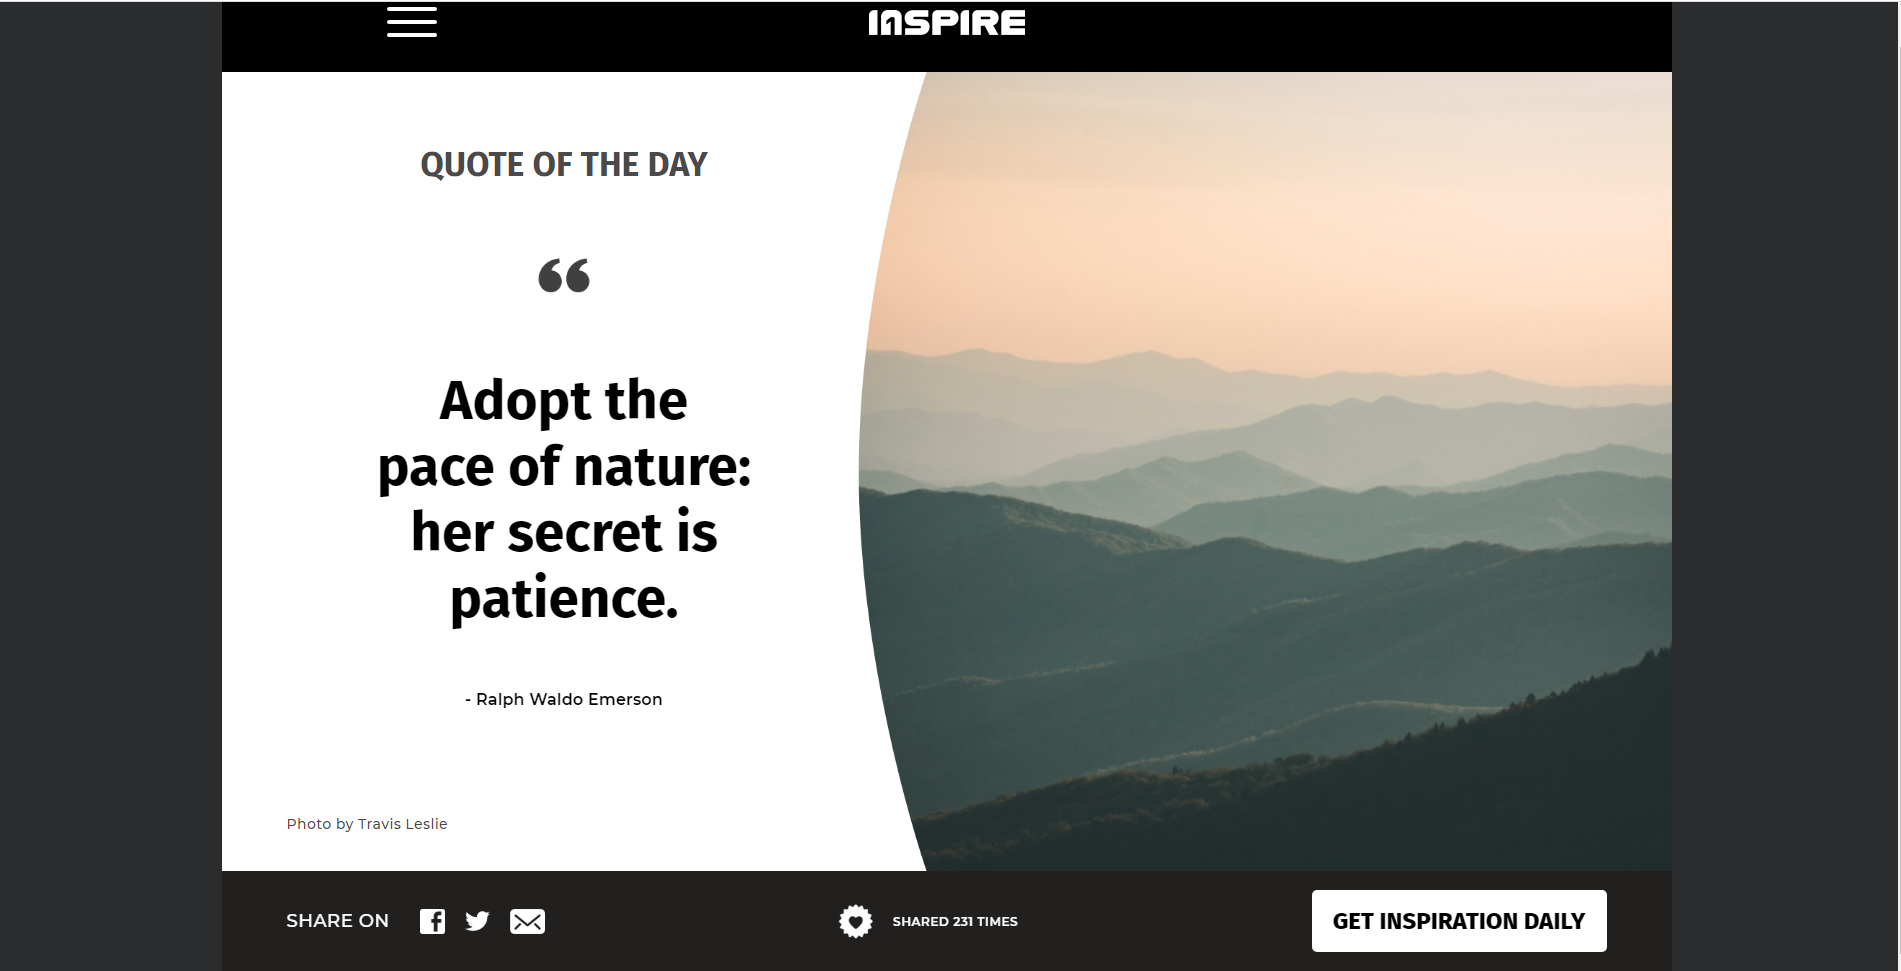 INSPIRE
QUOTE OF THE DAY
“
Adopt the
pace of nature:
her secret is
patience.
- Ralph Waldo Emerson
Photo by Travis Leslie
SHARE ON
SHARED 231 TIMES
GET INSPIRATION DAILY